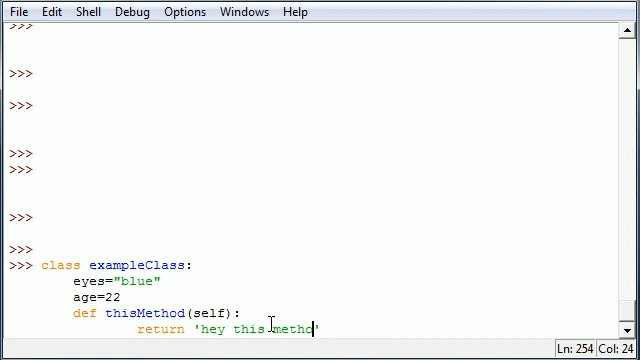 File Edit Shell Debug Options Windows Help
>>>
>>>
>>>
>>>
>>>
>>>
>>>
>>> class exampleClass:
eyes="blue"
age=22
def thisMethod(self):
return 'hey this metho'
Ln: 254 Col: 24